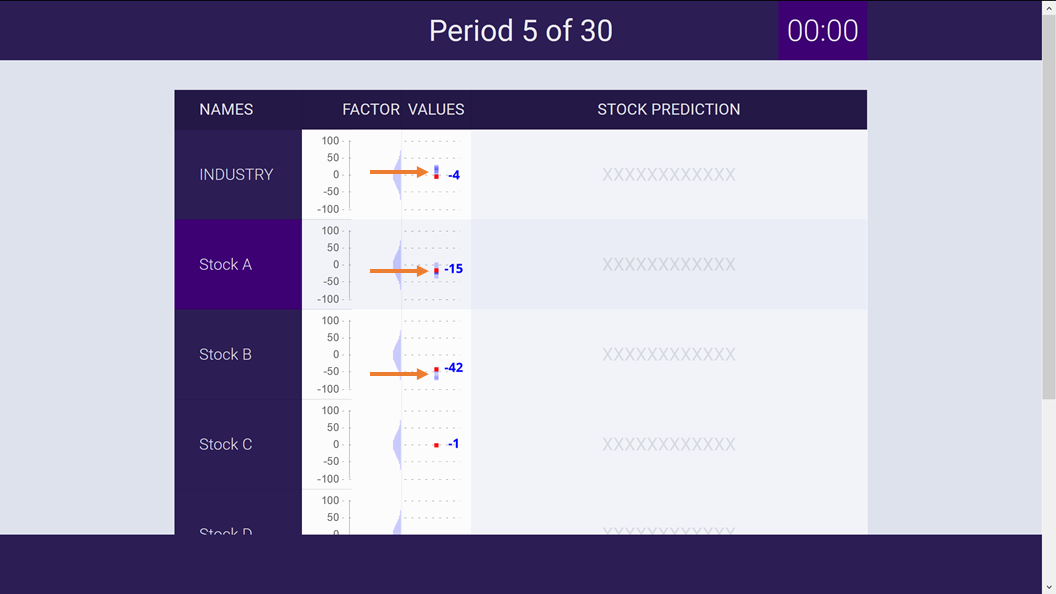 Period 5 of 30
00:00
NAMES
FACTOR VALUES
STOCK PREDICTION
INDUSTRY
100
50
0
-50
-100
-4
XXXXXXXXXXXX
Stock A
100
50
0
-50
-100
-15
XXXXXXXXXXXX
Stock B
100
50
0
-50
-100
-42
XXXXXXXXXXXX
Stock C
100
50
0
-50
-100
-1
XXXXXXXXXXXX
Stock D
100
50
0
XXXXXXXXXXXX